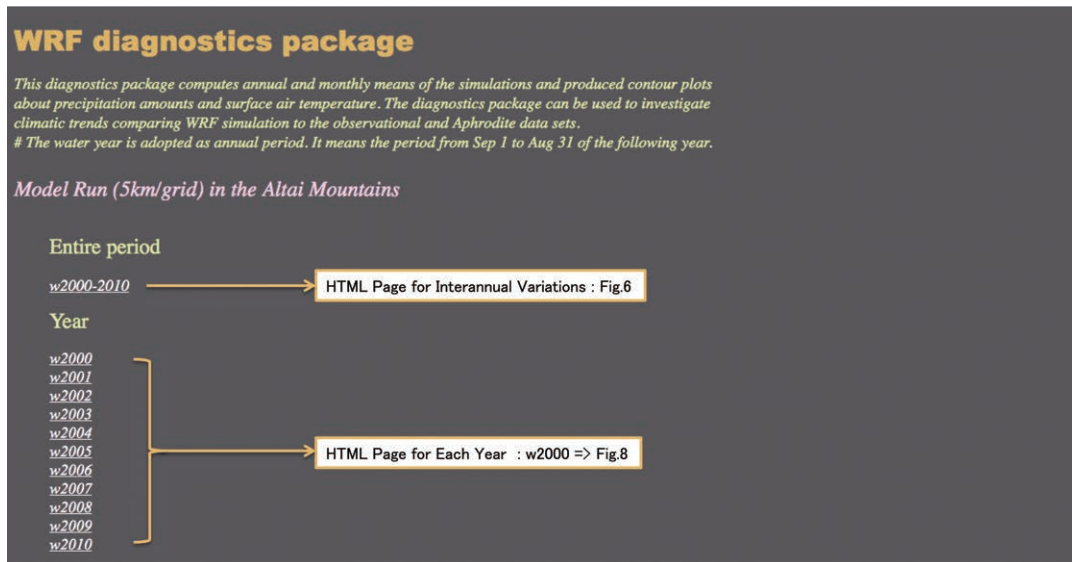 WRF diagnostics package
This diagnostics package computes annual and monthly means of the simulations and produced contour plots
about precipitation amounts and surface air temperature. The diagnostics package can be used to investigate
climatic trends comparing WRF simulation to the observational and Aphrodite data sets.
# The water year is adopted as annual period. It means the period from Sep 1 to Aug 31 of the following year.
Model Run (5km/grid) in the Altai Mountains
Entire period
w2000-2010
HTML Page for Interannual Variations : Fig.6
Year
w2000
w2001
w2002
w2003
w2004
w2005
HTML Page for Each Year : w2000 => Fig.8
w2006
w2007
w2008
w2009
w2010